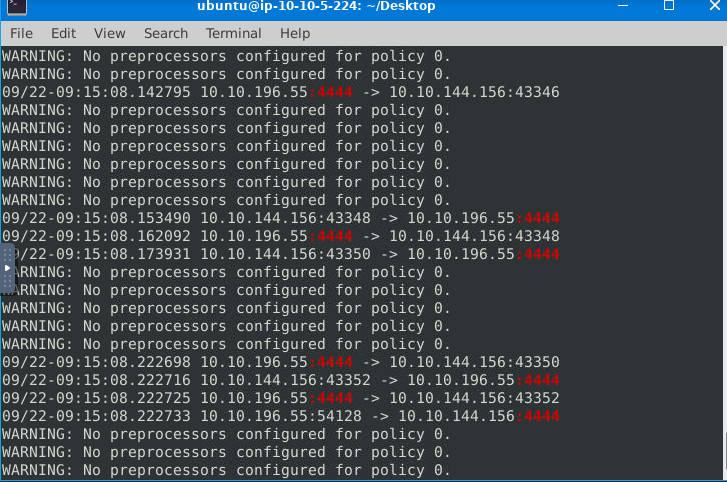 ubuntu@ip-10-10-5-224: ~/Desktop
File Edit View Search Terminal Help
WARNING: No preprocessors configured for policy 0.
WARNING: No preprocessors configured for policy 0.
09/22-09:15:08.142795 10.10.196.55:4444 -> 10.10.144.156:43346
WARNING: No preprocessors configured for policy 0.
WARNING: No preprocessors configured for policy 0.
WARNING: No preprocessors configured for policy 0.
WARNING: No preprocessors configured for policy 0.
WARNING: No preprocessors configured for policy 0.
WARNING: No preprocessors configured for policy 0.
09/22-09:15:08.153490 10.10.144.156:43348 -> 10.10.196.55:4444
09/22-09:15:08.162092 10.10.196.55:4444 -> 10.10.144.156:43348
9/22-09:15:08.173931 10.10.144.156:43350 -> 10.10.196.55:4444
ARNING: No preprocessors configured for policy 0.
ARNING: No preprocessors configured for policy 0.
WARNING: No preprocessors configured for policy 0.
WARNING: No preprocessors configured for policy 0.
WARNING: No preprocessors configured for policy 0.
09/22-09:15:08.222698 10.10.196.55:4444 -> 10.10.144.156:43350
09/22-09:15:08.222716 10.10.144.156:43352 -> 10.10.196.55:4444
09/22-09:15:08.222725 10.10.196.55:4444 -> 10.10.144.156:43352
09/22-09:15:08.222733 10.10.196.55:54128 -> 10.10.144.156:4444
WARNING: No preprocessors configured for policy 0.
WARNING: No preprocessors configured for policy 0.
WARNING: No preprocessors configured for policy 0.